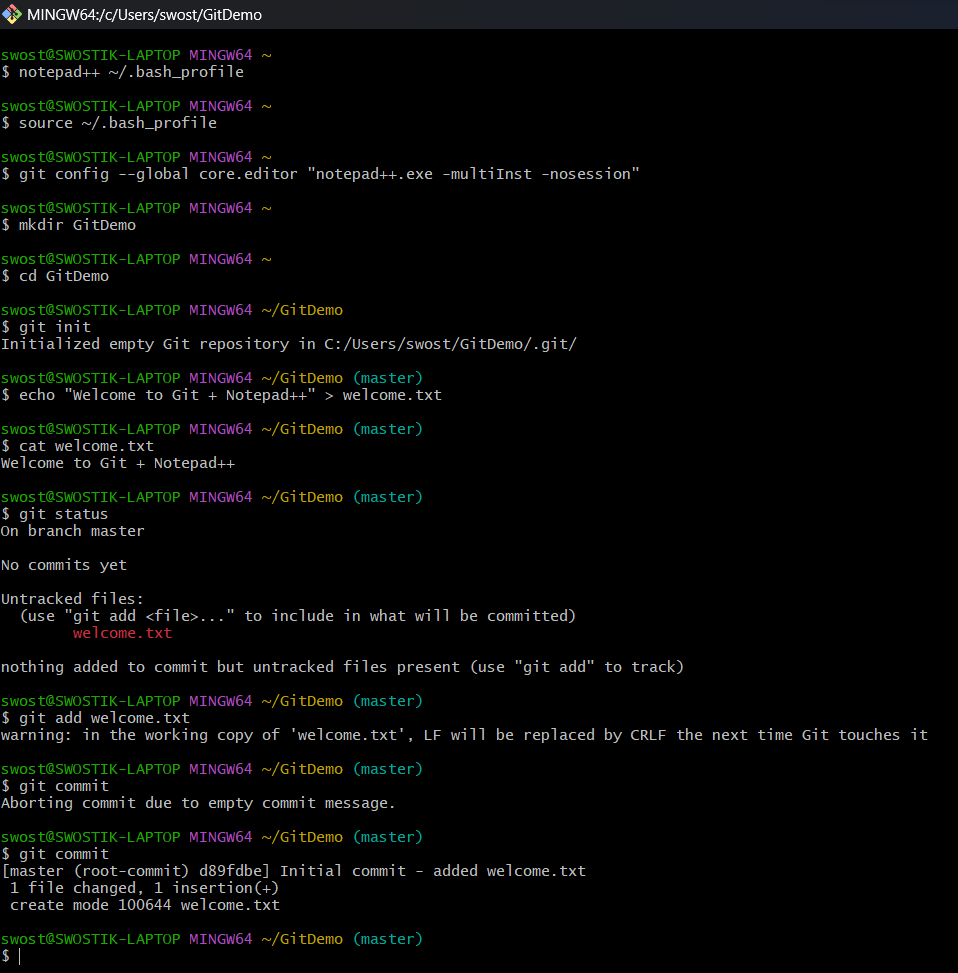 MINGW64:/c/Users/swost/GitDemo
swost@SWOSTIK-LAPTOP MINGW64 ~
$ notepad++ ~/.bash_profile
swost@SWOSTIK-LAPTOP MINGW64 ~
$ source ~/.bash_profile
swost@SWOSTIK-LAPTOP MINGW64 ~
$ git config --global core.editor "notepad++.exe -multiInst -nosession"
swost@SWOSTIK-LAPTOP MINGW64 ~
$ mkdir GitDemo
swost@SWOSTIK-LAPTOP MINGW64 ~
$ cd GitDemo
swost@SWOSTIK-LAPTOP MINGW64 ~/GitDemo
$ git init
Initialized empty Git repository in C:/Users/swost/GitDemo/.git/
swost@SWOSTIK-LAPTOP MINGW64 ~/GitDemo (master)
$ echo "Welcome to Git + Notepad++" > welcome.txt
swost@SWOSTIK-LAPTOP MINGW64 ~/GitDemo (master)
$ cat welcome.txt
Welcome to Git + Notepad++
swost@SWOSTIK-LAPTOP MINGW64 ~/GitDemo (master)
$ git status
On branch master
No commits yet
Untracked files:
  (use "git add <file>..." to include in what will be committed)
        welcome.txt
nothing added to commit but untracked files present (use "git add" to track)
swost@SWOSTIK-LAPTOP MINGW64 ~/GitDemo (master)
$ git add welcome.txt
warning: in the working copy of 'welcome.txt', LF will be replaced by CRLF the next time Git touches it
swost@SWOSTIK-LAPTOP MINGW64 ~/GitDemo (master)
$ git commit
Aborting commit due to empty commit message.
swost@SWOSTIK-LAPTOP MINGW64 ~/GitDemo (master)
$ git commit
[master (root-commit) d89fdbe] Initial commit - added welcome.txt
 1 file changed, 1 insertion(+)
 create mode 100644 welcome.txt
swost@SWOSTIK-LAPTOP MINGW64 ~/GitDemo (master)
$